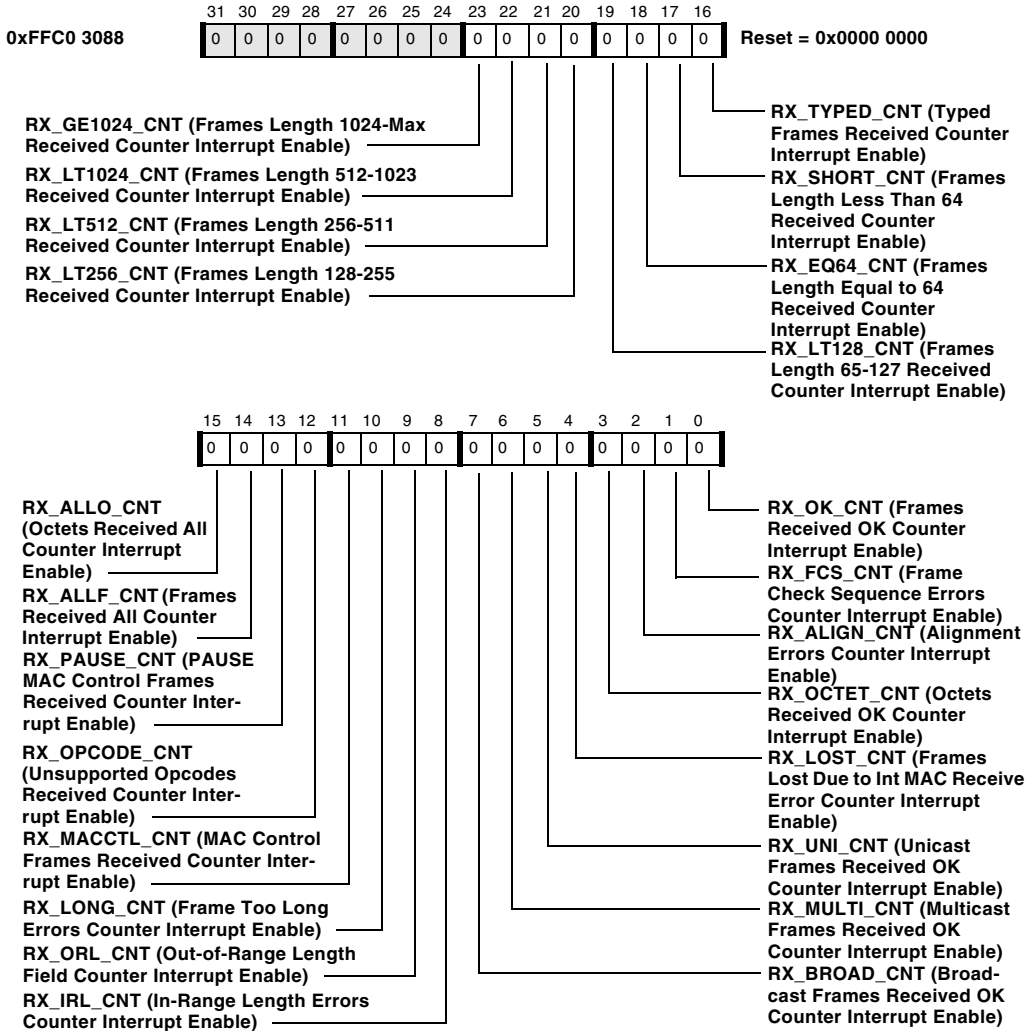 31 30 29 28 27 26 25 24 23 22 21 20 19 18 17 16
0xFFC0 3088
0 0 0 0 0 0 0 0 0 0 0 0 0 0 0 0
Reset = 0x0000 0000
RX_GE1024_CNT (Frames Length 1024-Max
Received Counter Interrupt Enable)
RX_LT1024_CNT (Frames Length 512-1023
Received Counter Interrupt Enable)
RX_LT512_CNT (Frames Length 256-511
Received Counter Interrupt Enable)
RX_LT256_CNT (Frames Length 128-255
Received Counter Interrupt Enable)
RX_TYPED_CNT (Typed
Frames Received Counter
Interrupt Enable)
RX_SHORT_CNT (Frames
Length Less Than 64
Received Counter
Interrupt Enable)
RX_EQ64_CNT (Frames
Length Equal to 64
Received Counter
Interrupt Enable)
RX_LT128_CNT (Frames
Length 65-127 Received
Counter Interrupt Enable)
15 14 13 12 11 10 9 8 7 6 5 4 3 2 1 0
0 0 0 0 0 0 0 0 0 0 0 0 0 0 0 0
RX_ALLO_CNT
(Octets Received All
Counter Interrupt
Enable)
RX_ALLF_CNT (Frames
Received All Counter
Interrupt Enable)
RX_PAUSE_CNT (PAUSE
MAC Control Frames
Received Counter Inter-
rupt Enable)
RX_OPCODE_CNT
(Unsupported Opcodes
Received Counter Inter-
rupt Enable)
RX_MACCTL_CNT (MAC Control
Frames Received Counter Inter-
rupt Enable)
RX_LONG_CNT (Frame Too Long
Errors Counter Interrupt Enable)
RX_ORL_CNT (Out-of-Range Length
Field Counter Interrupt Enable)
RX_IRL_CNT (In-Range Length Errors
Counter Interrupt Enable)
RX_OK_CNT (Frames
Received OK Counter
Interrupt Enable)
RX_FCS_CNT (Frame
Check Sequence Errors
Counter Interrupt Enable)
RX_ALIGN_CNT (Alignment
Errors Counter Interrupt
Enable)
RX_OCTET_CNT (Octets
Received OK Counter
Interrupt Enable)
RX_LOST_CNT (Frames
Lost Due to Int MAC Receive
Error Counter Interrupt
Enable)
RX_UNI_CNT (Unicast
Frames Received OK
Counter Interrupt Enable)
RX_MULTI_CNT (Multicast
Frames Received OK
Counter Interrupt Enable)
RX_BROAD_CNT (Broad-
cast Frames Received OK
Counter Interrupt Enable)